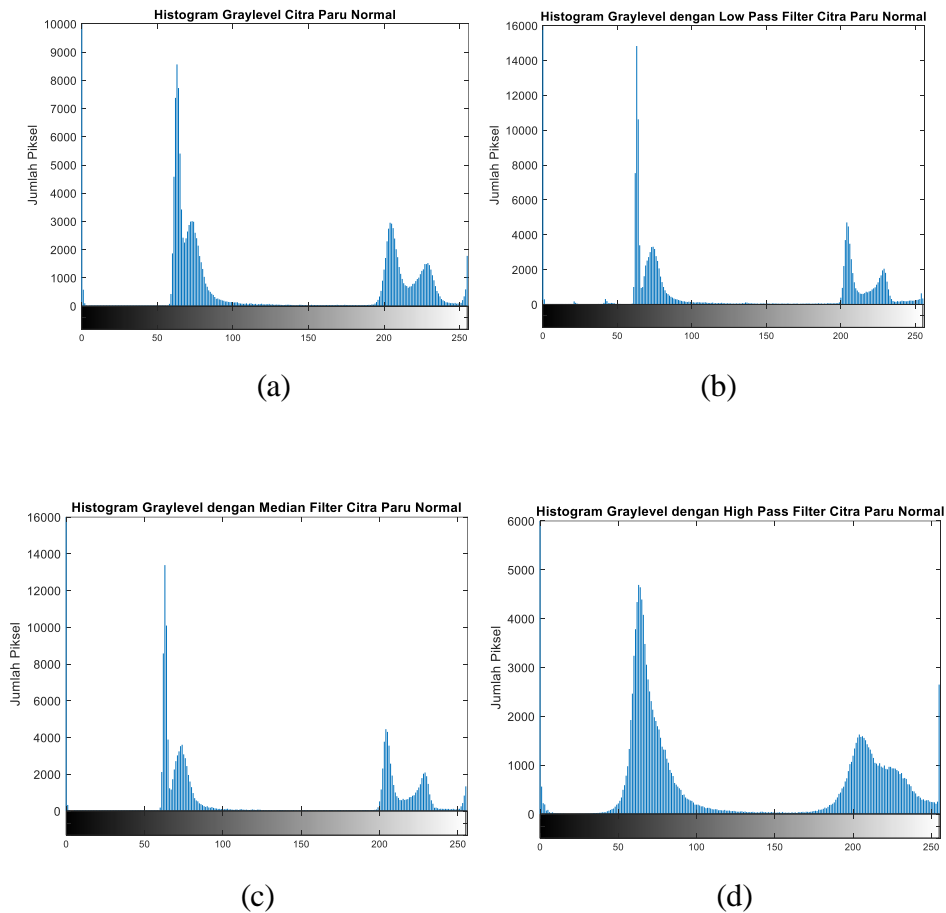 Histogram Graylevel Citra Paru Normal
10000
9000
8000
7000
6000
5000
4000
3000
2000
1000
0
Jumlah Piksel
0 50 100 150 200 250
(a)
Histogram Graylevel dengan Low Pass Filter Citra Paru Normal
16000
14000
12000
10000
8000
6000
4000
2000
0
Jumlah Piksel
0 50 100 150 200 250
(b)
Histogram Graylevel dengan Median Filter Citra Paru Normal
16000
14000
12000
10000
8000
6000
4000
2000
0
Jumlah Piksel
0 50 100 150 200 250
(c)
Histogram Graylevel dengan High Pass Filter Citra Paru Normal
6000
5000
4000
3000
2000
1000
0
Jumlah Piksel
0 50 100 150 200 250
(d)